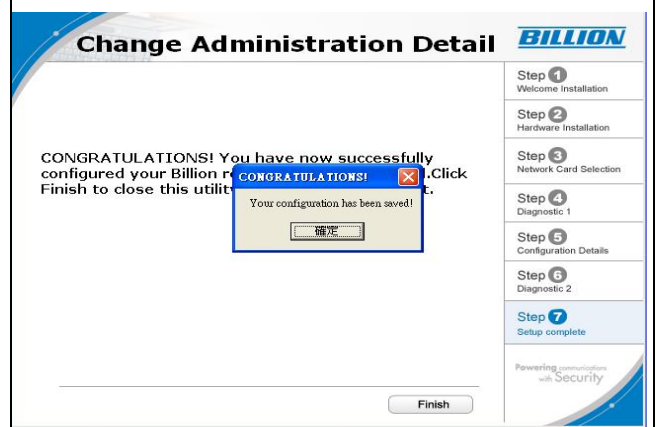 Change Administration Detail
BILLION
Step 1
Welcome Installation
Step 2
Hardware Installation
Step 3
Network Card Selection
Step 4
Diagnostic 1
Step 5
Configuration Details
Step 6
Diagnostic 2
Step 7
Setup complete
CONGRATULATIONS! You have now successfully
configured your Billion r .Click
Finish to close this utilit t.
CONGRATULATIONS!
Your configuration has been saved!
確定
Powering communications
with Security
Finish